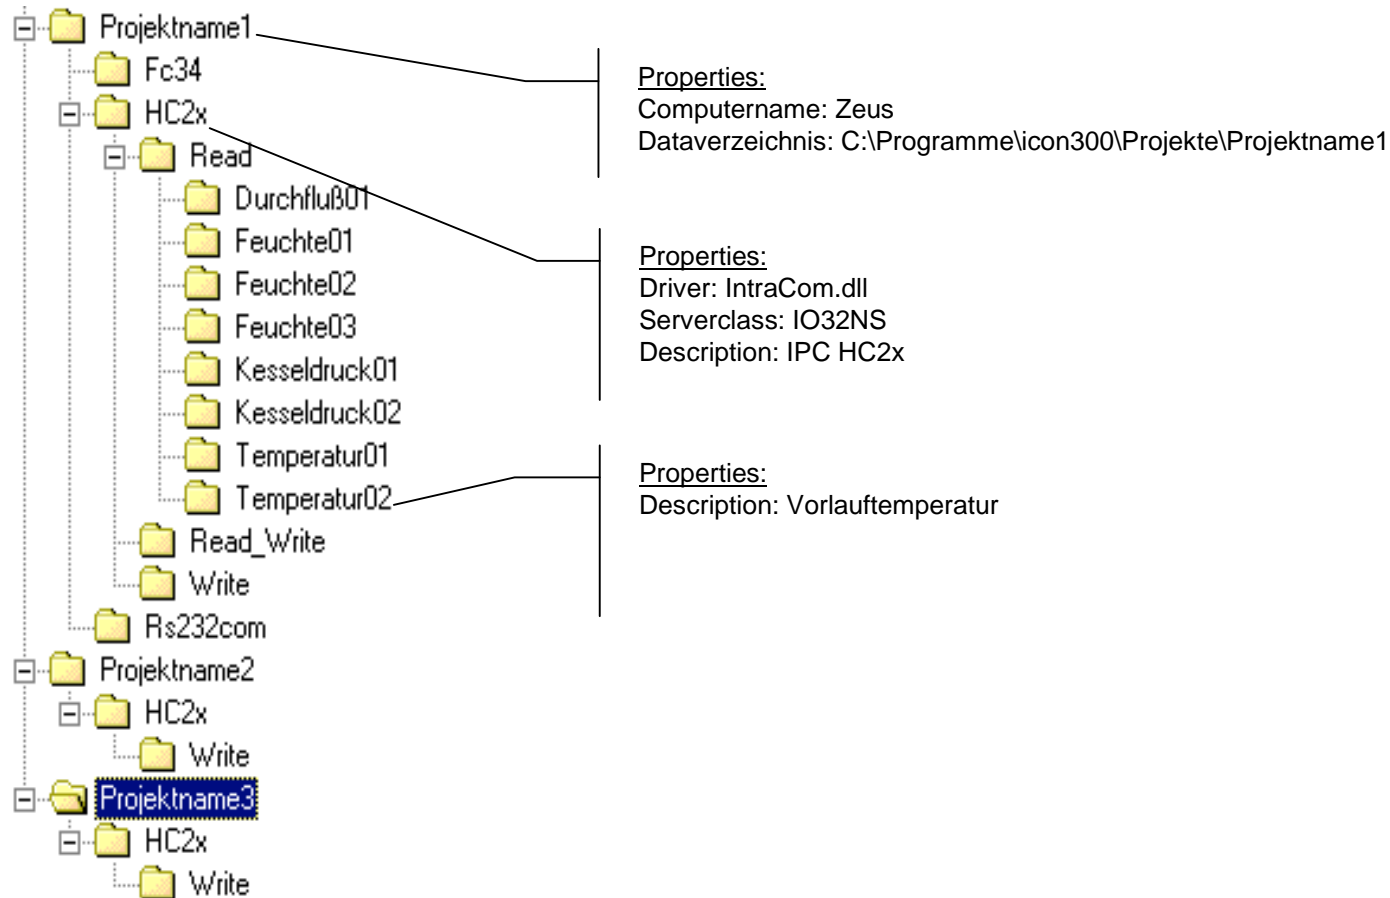 Projektname1
Fc34
HC2x
Read
Durchfluß01
Feuchte01
Feuchte02
Feuchte03
Kesseldruck01
Kesseldruck02
Temperatur01
Temperatur02
Read_Write
Write
Rs232com
Projektname2
HC2x
Write
Projektname3
HC2x
Write
Properties:
Computername: Zeus
Dataverzeichnis: C:\Programme\icon300\Projekte\Projektname1
Properties:
Driver: IntraCom.dll
Serverclass: IO32NS
Description: IPC HC2x
Properties:
Description: Vorlauftemperatur